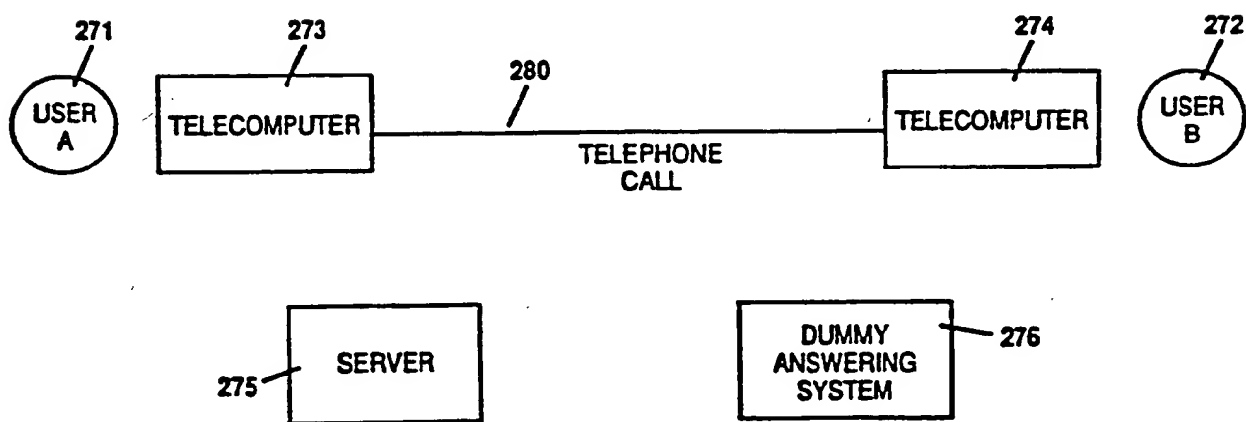 271
273
280
274
272
USER
A
TELECOMPUTER
TELEPHONE
CALL
TELECOMPUTER
USER
B
275
SERVER
DUMMY
ANSWERING
SYSTEM
276